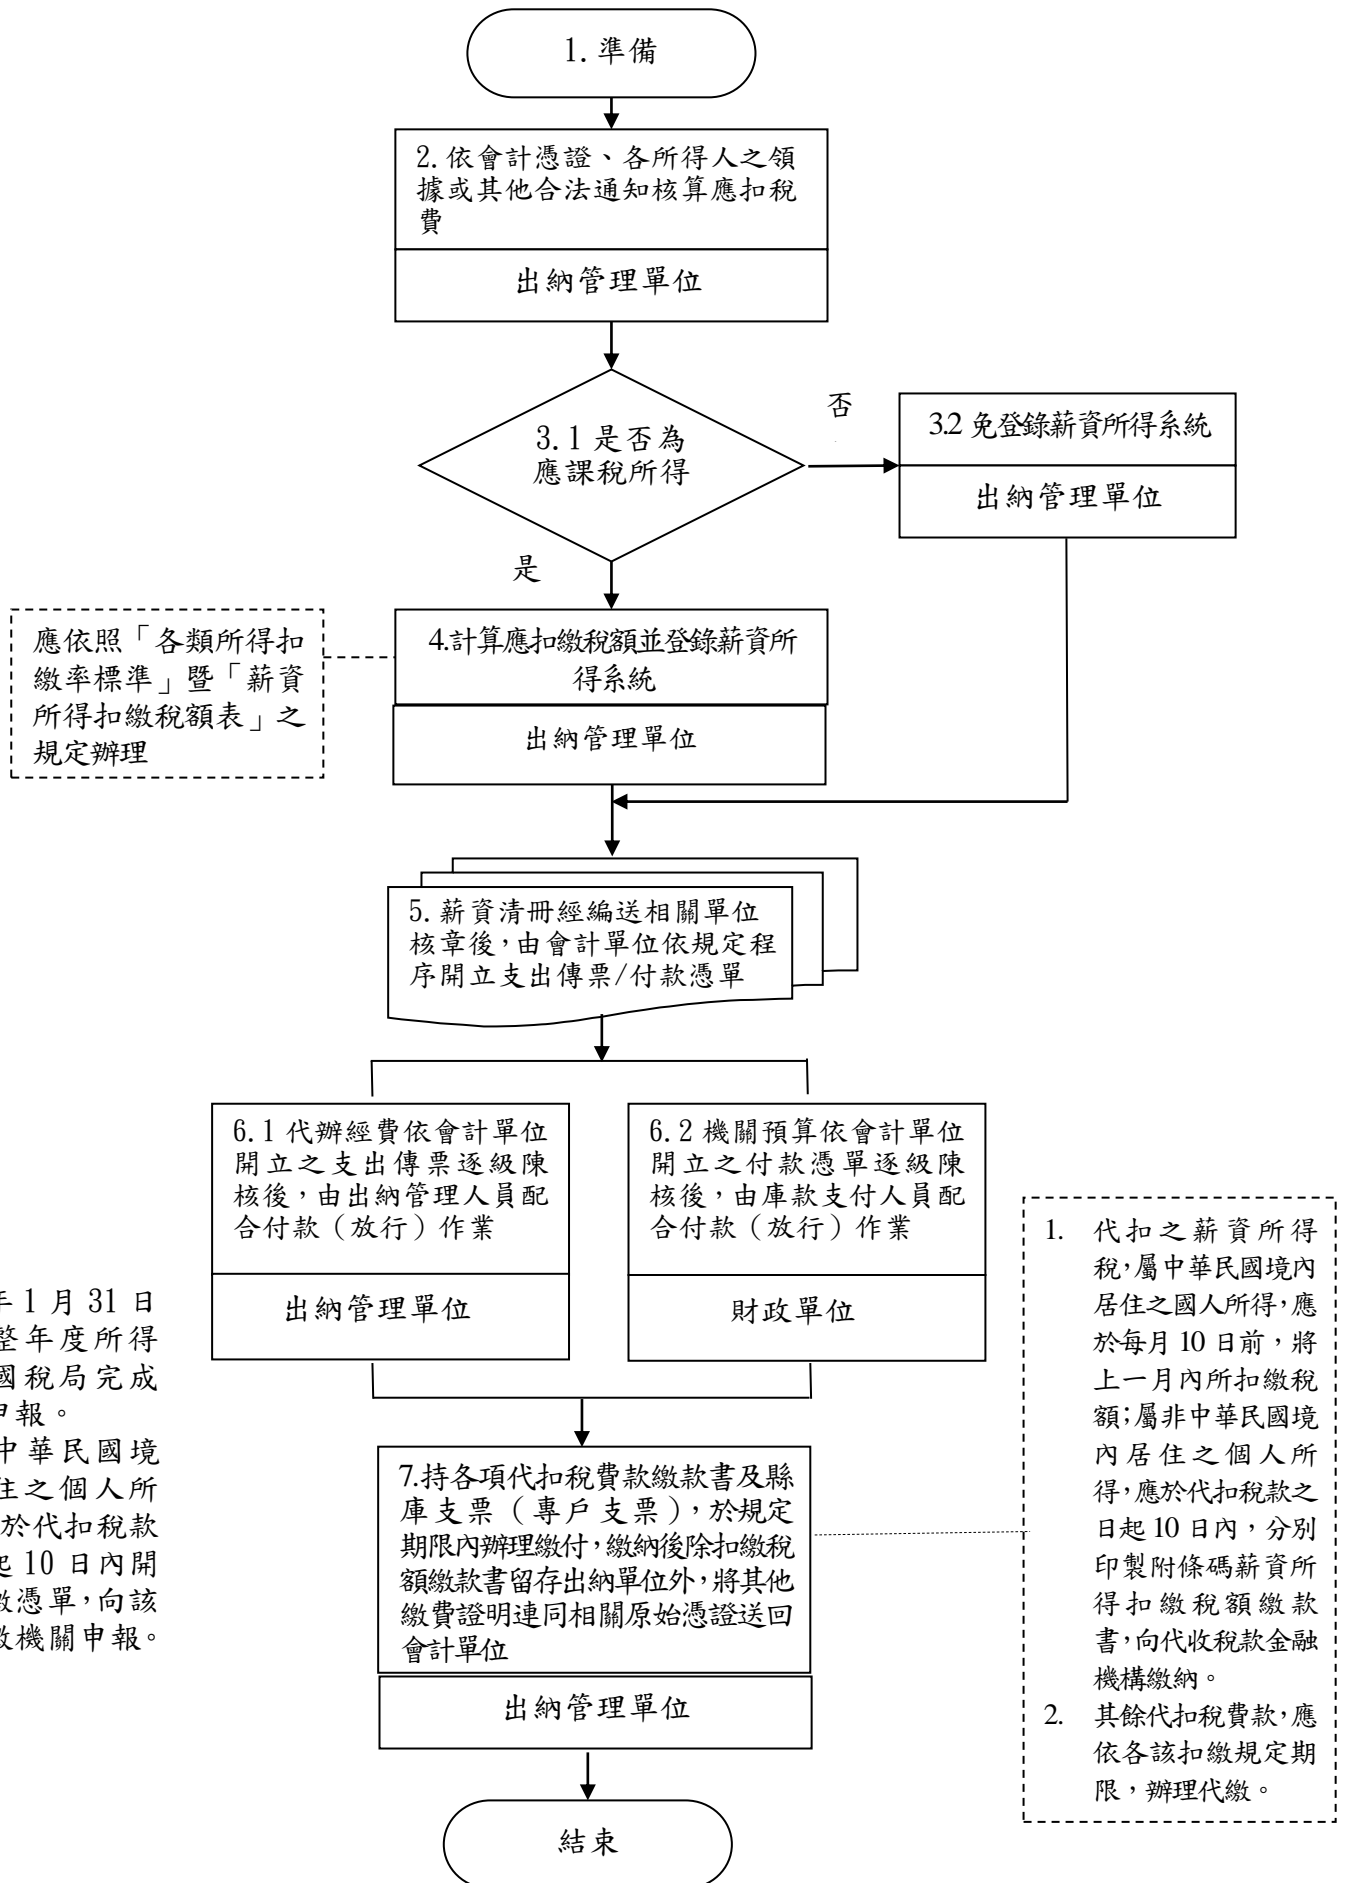 1.準備
2.依會計憑證、各所得人之領
據或其他合法通知核算應扣稅
費
出納管理單位
3.1 是否為
應課稅所得
否
3.2 免登錄薪資所得系統
出納管理單位
是
應依照「各類所得扣
繳率標準」暨「薪資
所得扣繳稅額表」之
規定辦理
4.計算應扣繳稅額並登錄薪資所
得系統
出納管理單位
5.薪資清冊經編送相關單位
核章後，由會計單位依規定程
序開立支出傳票/付款憑單
6.1 代辦經費依會計單位
開立之支出傳票逐級陳
核後，由出納管理人員配
合付款（放行）作業
出納管理單位
6.2 機關預算依會計單位
開立之付款憑單逐級陳
核後，由庫款支付人員配
合付款（放行）作業
財政單位
年 1 月 31 日
整年度所得
國稅局完成
申報。
中華民國境
住之個人所
於代扣稅款
起 10 日內開
繳憑單，向該
機關申報。
7.持各項代扣稅費款繳款書及縣
庫支票（專戶支票），於規定
期限內辦理繳付，繳納後除扣繳稅
額繳款書留存出納單位外，將其他
繳費證明連同相關原始憑證送回
會計單位
出納管理單位
1. 代扣之薪資所得
稅，屬中華民國境內
居住之國人所得，應
於每月 10 日前，將
上一月內所扣繳稅
額；屬非中華民國境
內居住之個人所
得，應於代扣稅款之
日起 10 日內，分別
印製附條碼薪資所
得扣繳稅額繳款
書，向代收稅款金融
機構繳納。
2. 其餘代扣稅費款，應
依各該扣繳規定期
限，辦理代繳。
結束